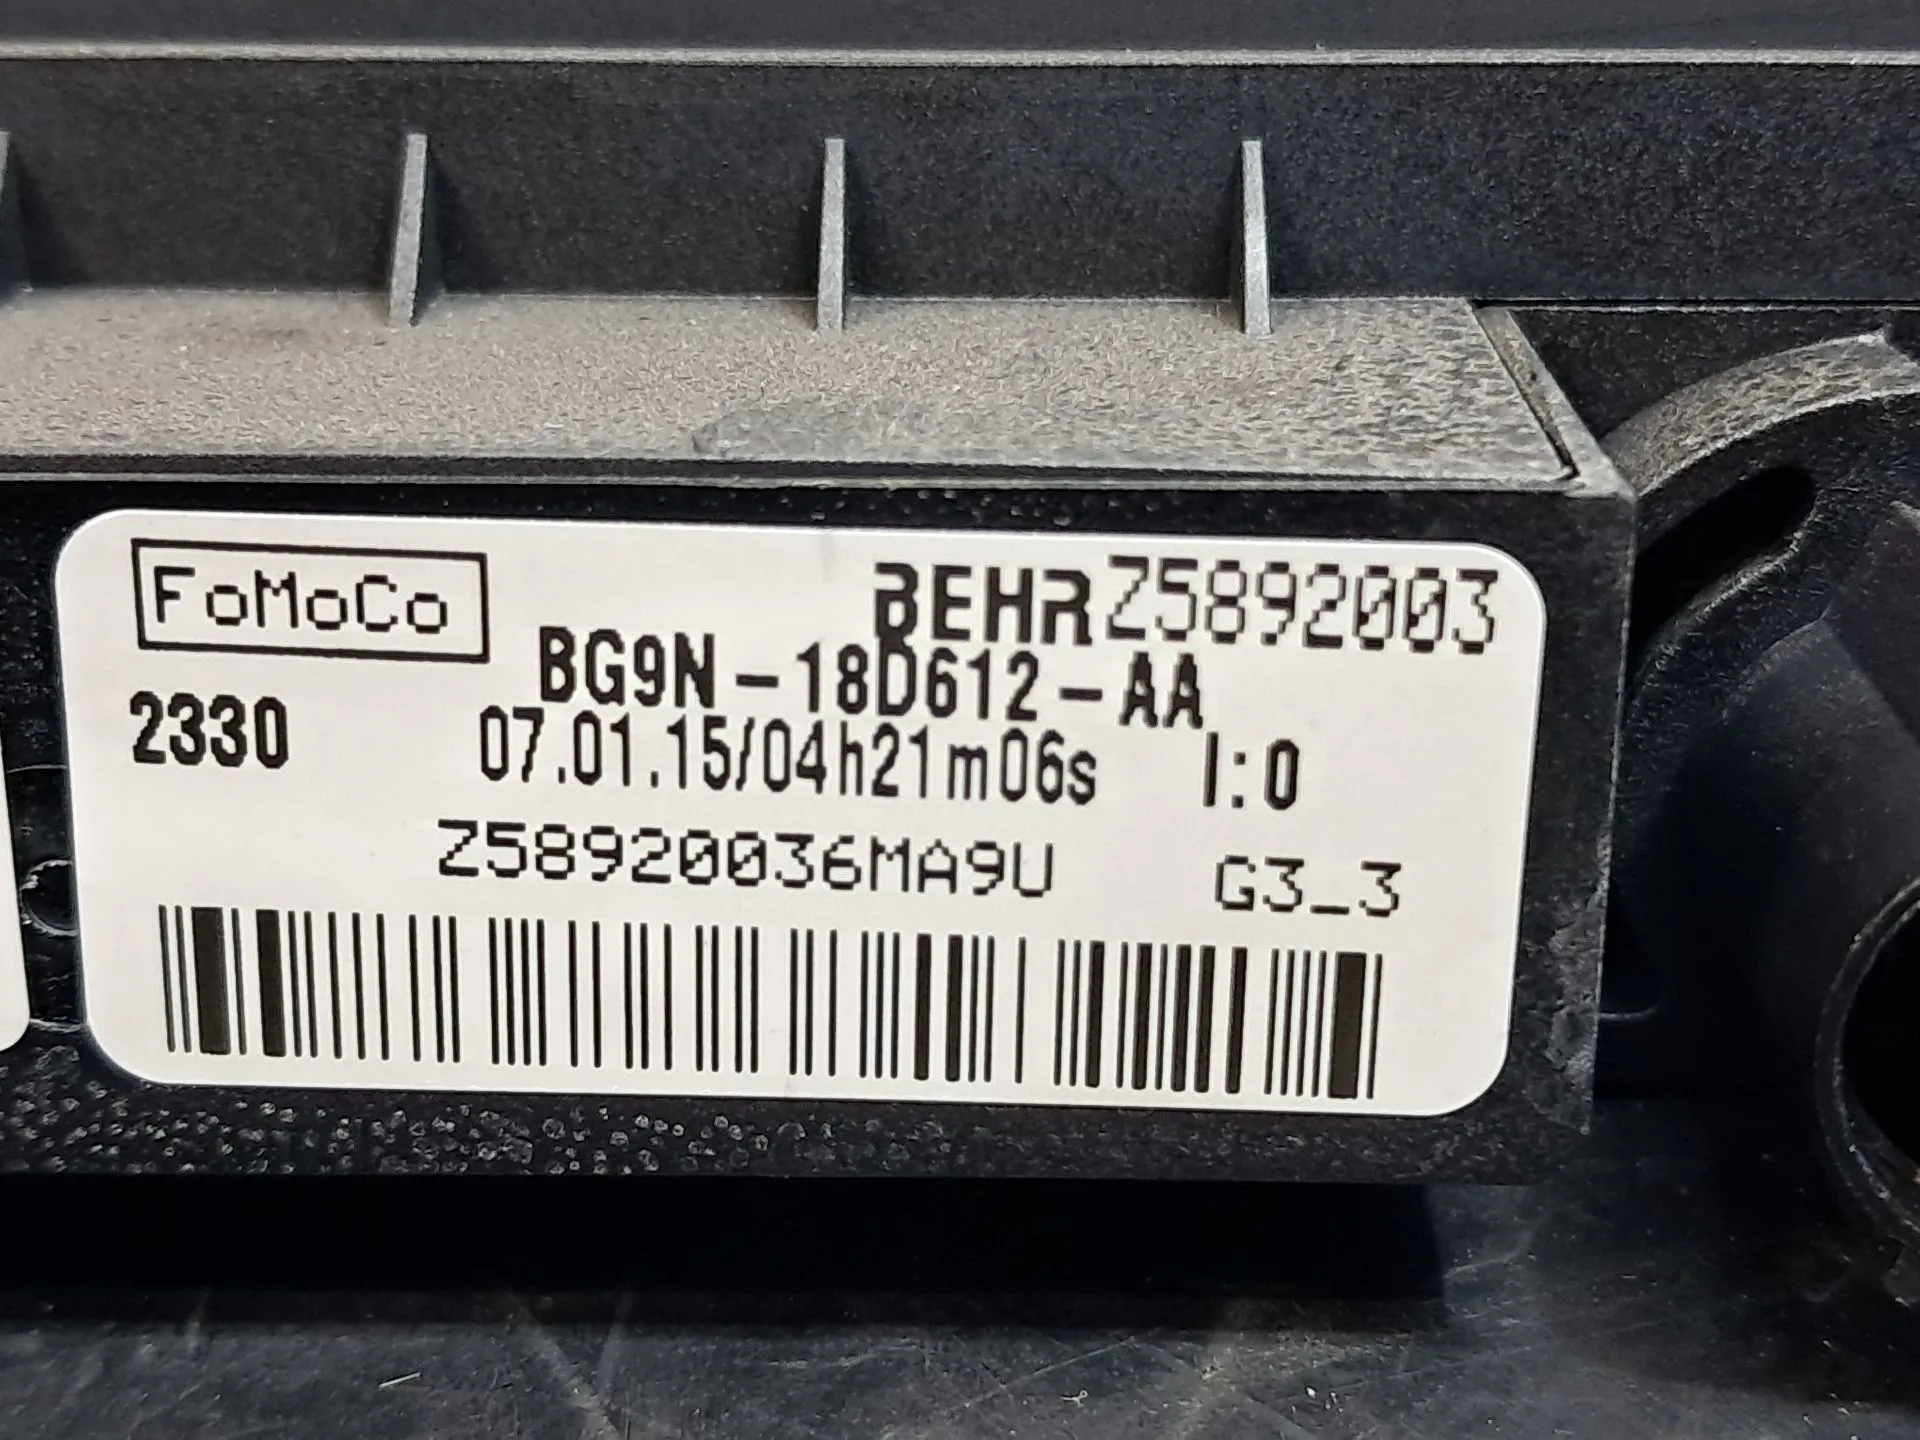 FoMoCo
BEHR Z5892003
BG9N-18D612-AA
2330 07.01.15/04h21m06s I:0
Z58920036MA9U G3_3